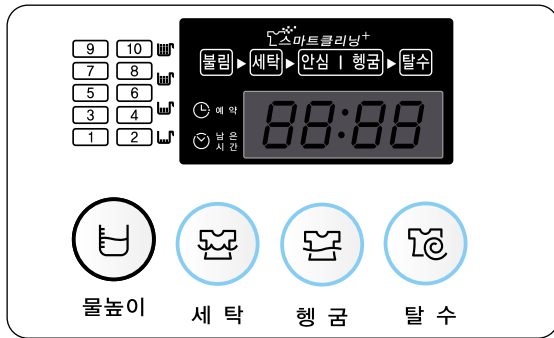 스마트클리닝+
9 10
불림 세탁 안심 | 헹굼 탈수
7 8
5 6
예약
3 4
88:88
남은
시간
1 2
물높이 세탁 헹굼 탈수